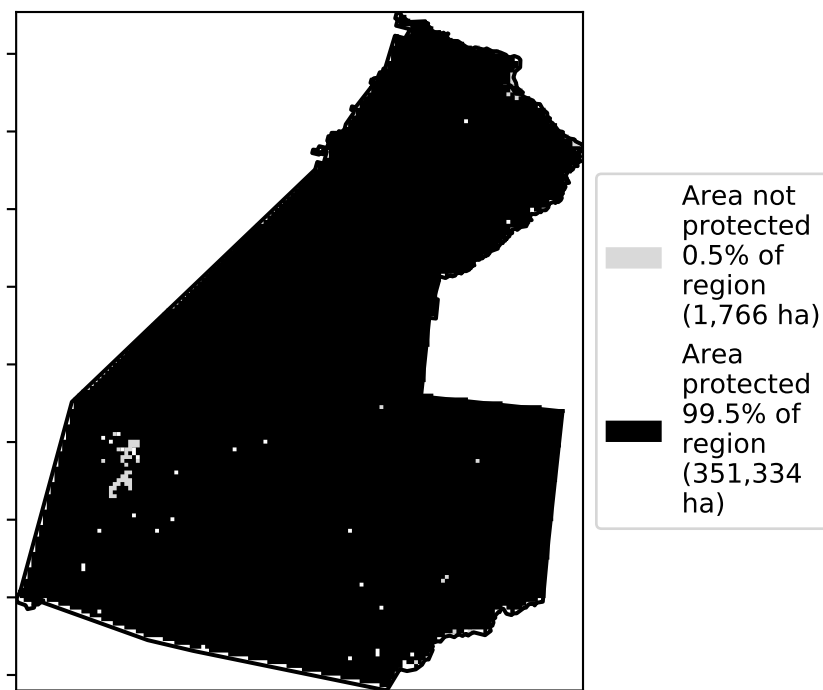 Area not
protected
0.5% of
region
(1,766 ha)
Area
protected
99.5% of
region
(351,334
ha)